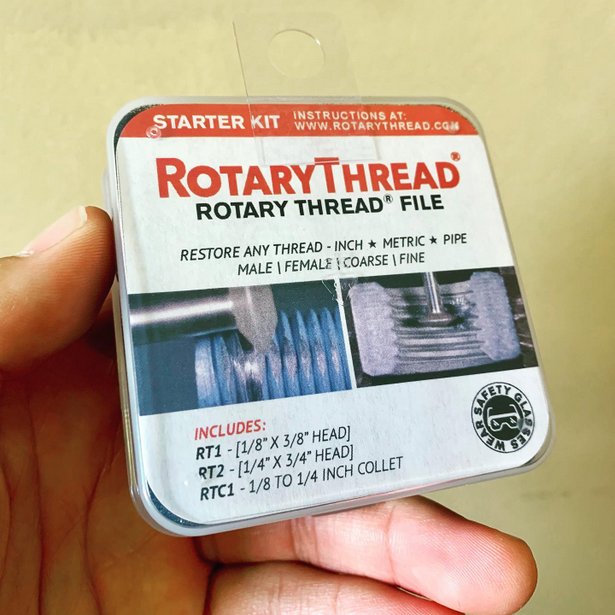 STARTER KIT
INSTRUCTIONS AT:
WWW.ROTARYTHREAD.COM
ROTARYTHREAD®
ROTARY THREAD® FILE
RESTORE ANY THREAD - INCH ★ METRIC ★ PIPE
MALE \ FEMALE \ COARSE \ FINE
INCLUDES:
RT1 - [1/8" X 3/8" HEAD]
RT2 - [1/4" X 3/4" HEAD]
RTC1 - 1/8 TO 1/4 INCH COLLET
WEAR SAFETY GLASSES